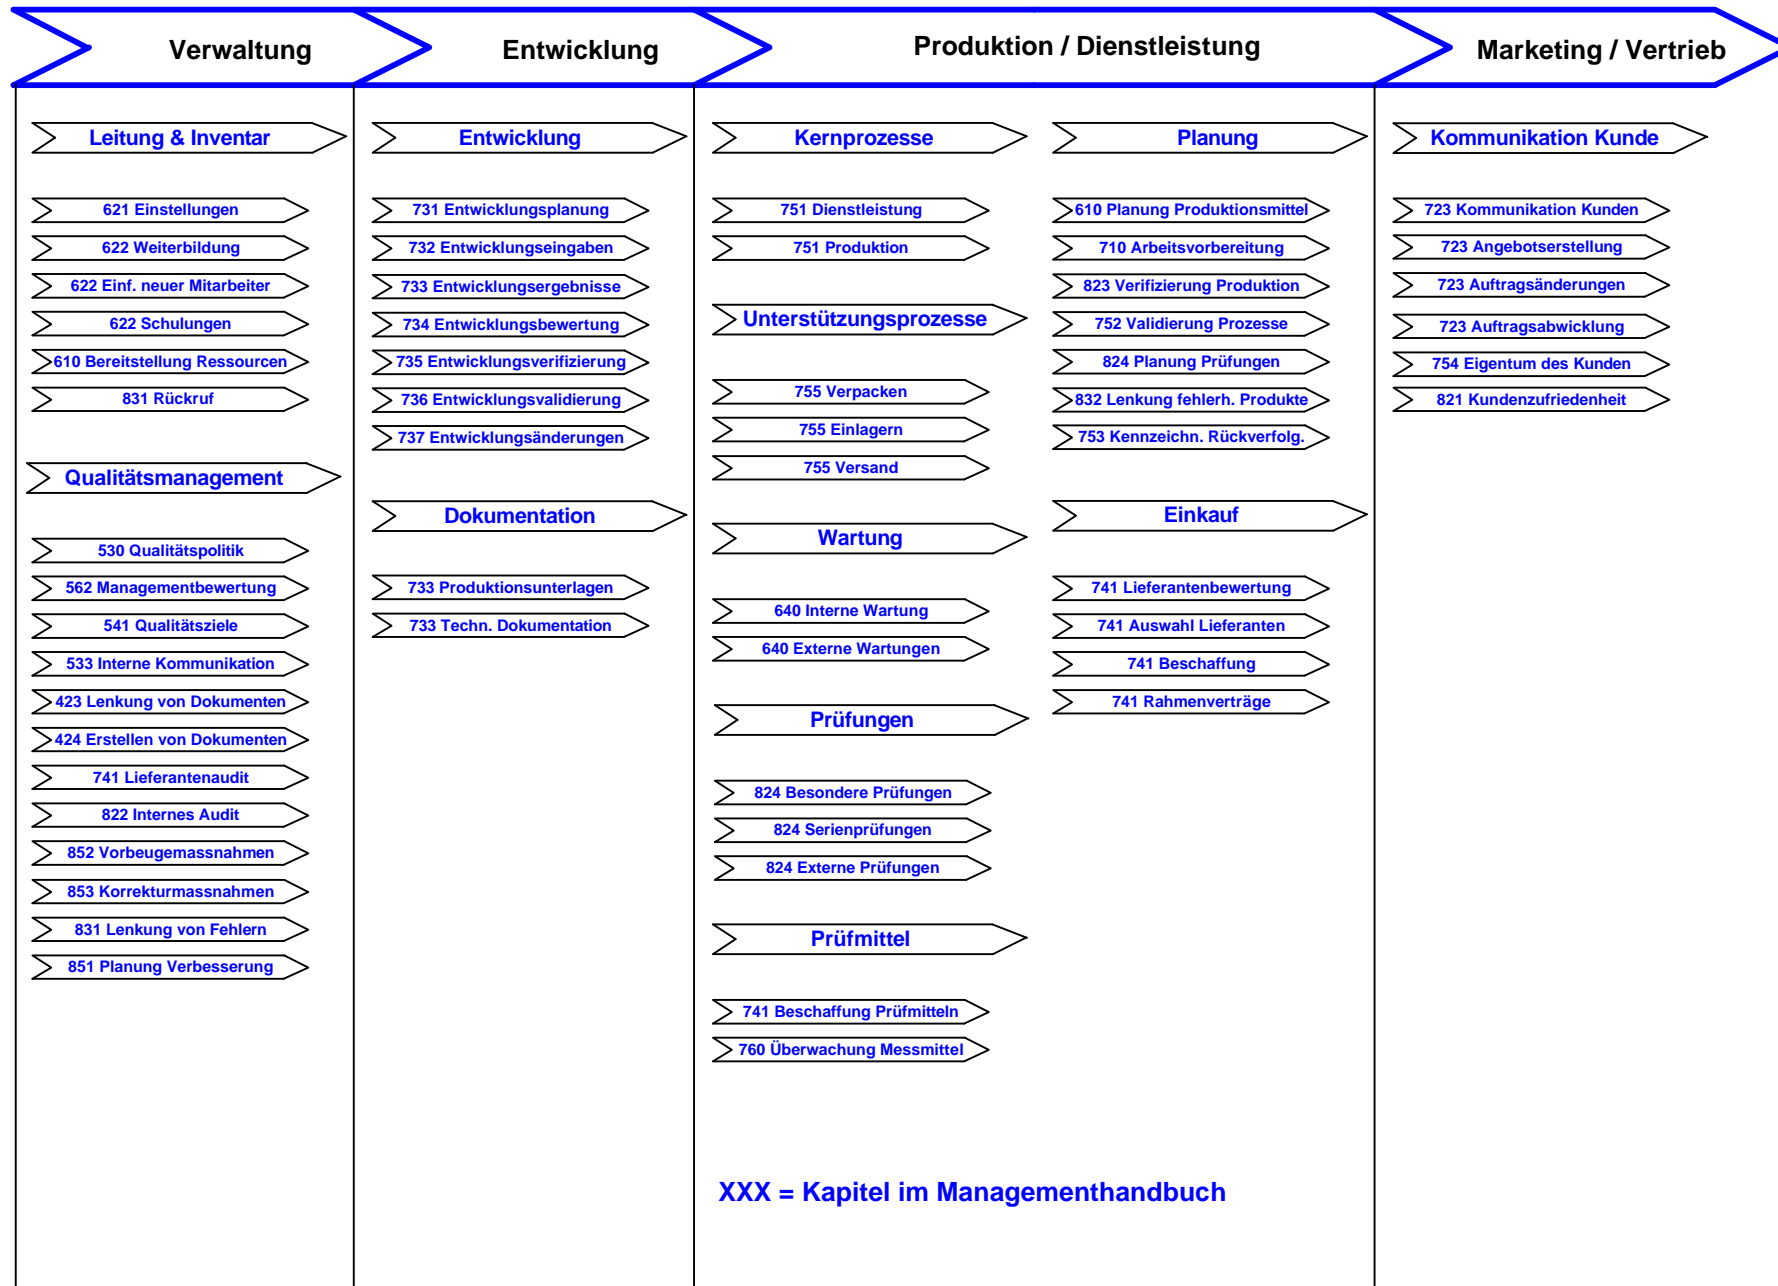 Verwaltung
Entwicklung
Produktion / Dienstleistung
Marketing / Vertrieb
Leitung & Inventar
621 Einstellungen
622 Weiterbildung
622 Einf. neuer Mitarbeiter
622 Schulungen
610 Bereitstellung Ressourcen
831 Rückruf
Qualitätsmanagement
530 Qualitätspolitik
562 Managementbewertung
541 Qualitätsziele
533 Interne Kommunikation
423 Lenkung von Dokumenten
424 Erstellen von Dokumenten
741 Lieferantenaudit
822 Internes Audit
852 Vorbeugemassnahmen
853 Korrekturmassnahmen
831 Lenkung von Fehlern
851 Planung Verbesserung
Entwicklung
731 Entwicklungsplanung
732 Entwicklungseingaben
733 Entwicklungsergebnisse
734 Entwicklungsbewertung
735 Entwicklungsverifizierung
736 Entwicklungsvalidierung
737 Entwicklungsänderungen
Dokumentation
733 Produktionsunterlagen
733 Techn. Dokumentation
Kernprozesse
751 Dienstleistung
751 Produktion
Unterstützungsprozesse
755 Verpacken
755 Einlagern
755 Versand
Wartung
640 Interne Wartung
640 Externe Wartungen
Prüfungen
824 Besondere Prüfungen
824 Serienprüfungen
824 Externe Prüfungen
Prüfmittel
741 Beschaffung Prüfmitteln
760 Überwachung Messmittel
Planung
610 Planung Produktionsmittel
710 Arbeitsvorbereitung
823 Verifizierung Produktion
752 Validierung Prozesse
824 Planung Prüfungen
832 Lenkung fehlerh. Produkte
753 Kennzeichn. Rückverfolg.
Einkauf
741 Lieferantenbewertung
741 Auswahl Lieferanten
741 Beschaffung
741 Rahmenverträge
Kommunikation Kunde
723 Kommunikation Kunden
723 Angebotserstellung
723 Auftragsänderungen
723 Auftragsabwicklung
754 Eigentum des Kunden
821 Kundenzufriedenheit
XXX = Kapitel im Managementhandbuch